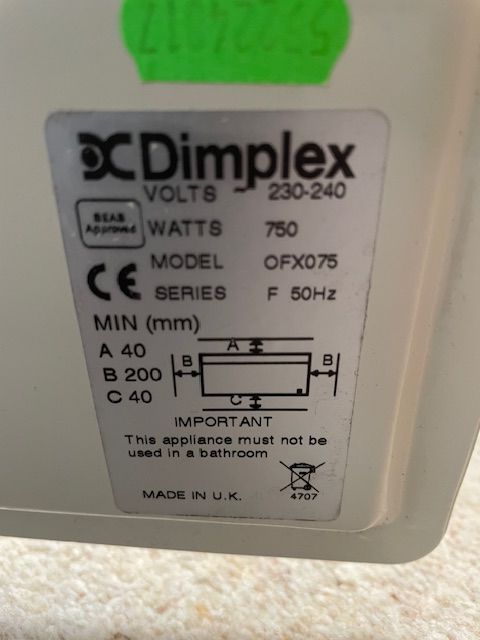 55224017
Dimplex
VOLTS 230-240
BEAB
Approved
WATTS 750
MODEL OFX075
CE
SERIES F 50Hz
MIN (mm)
A 40
B 200
C 40
A
B B
C
IMPORTANT
This appliance must not be
used in a bathroom
MADE IN U.K.
4707